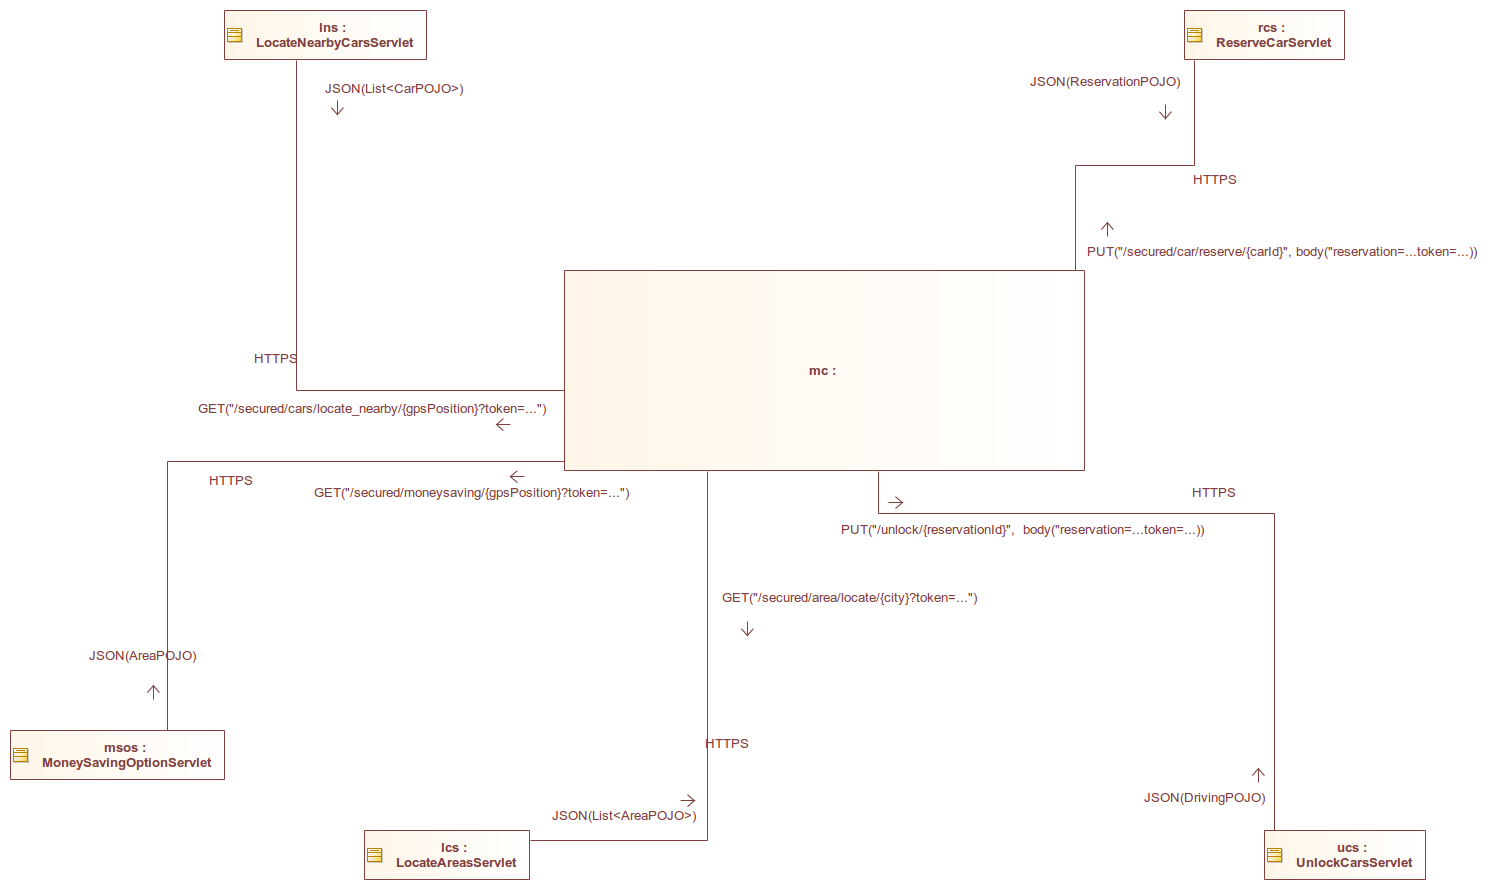 lns :
LocateNearbyCarsServlet
rcs :
ReserveCarServlet
JSON(List<CarPOJO>)
JSON(ReservationPOJO)
HTTPS
PUT("/secured/car/reserve/{carId}", body("reservation=...token=...))
mc :
HTTPS
GET("/secured/cars/locate_nearby/{gpsPosition}?token=...")
HTTPS
GET("/secured/moneysaving/{gpsPosition}?token=...")
HTTPS
PUT("/unlock/{reservationId}",  body("reservation=...token=...))
GET("/secured/area/locate/{city}?token=...")
JSON(AreaPOJO)
msos :
MoneySavingOptionServlet
HTTPS
JSON(DrivingPOJO)
JSON(List<AreaPOJO>)
lcs :
LocateAreasServlet
ucs :
UnlockCarsServlet